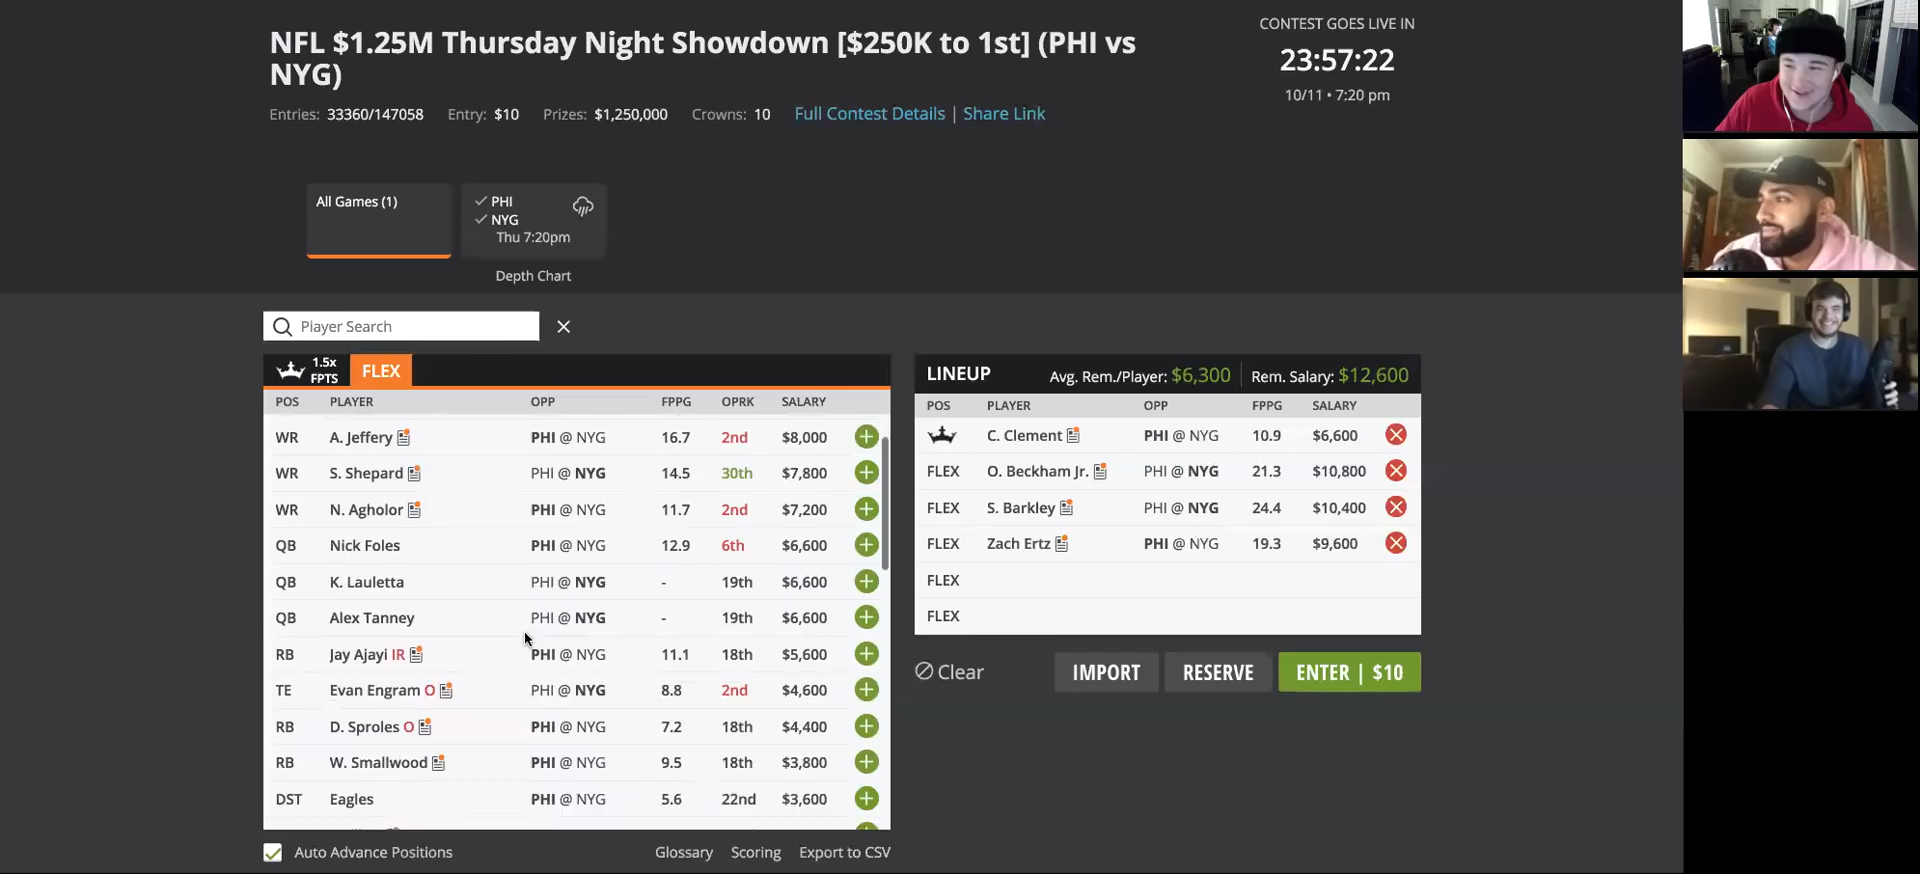 NFL $1.25M Thursday Night Showdown [$250K to 1st] (PHI vs
NYG)
CONTEST GOES LIVE IN
23:57:22
10/11 • 7:20 pm
Entries: 33360/147058 Entry: $10 Prizes: $1,250,000 Crowns: 10 Full Contest Details | Share Link
All Games (1)
PHI
NYG
Thu 7:20pm
Depth Chart
Player Search
1.5x
FPTS
FLEX
POS PLAYER OPP FPPG OPRK SALARY
WR A. Jeffery PHI @ NYG 16.7 2nd $8,000
WR S. Shepard PHI @ NYG 14.5 30th $7,800
WR N. Agholor PHI @ NYG 11.7 2nd $7,200
QB Nick Foles PHI @ NYG 12.9 6th $6,600
QB K. Lauletta PHI @ NYG - 19th $6,600
QB Alex Tanney PHI @ NYG - 19th $6,600
RB Jay Ajayi IR PHI @ NYG 11.1 18th $5,600
TE Evan Engram O PHI @ NYG 8.8 2nd $4,600
RB D. Sproles O PHI @ NYG 7.2 18th $4,400
RB W. Smallwood PHI @ NYG 9.5 18th $3,800
DST Eagles PHI @ NYG 5.6 22nd $3,600
Auto Advance Positions Glossary Scoring Export to CSV
LINEUP Avg. Rem./Player: $6,300 Rem. Salary: $12,600
POS PLAYER OPP FPPG SALARY
C. Clement PHI @ NYG 10.9 $6,600
FLEX O. Beckham Jr. PHI @ NYG 21.3 $10,800
FLEX S. Barkley PHI @ NYG 24.4 $10,400
FLEX Zach Ertz PHI @ NYG 19.3 $9,600
FLEX
FLEX
Clear IMPORT RESERVE ENTER | $10